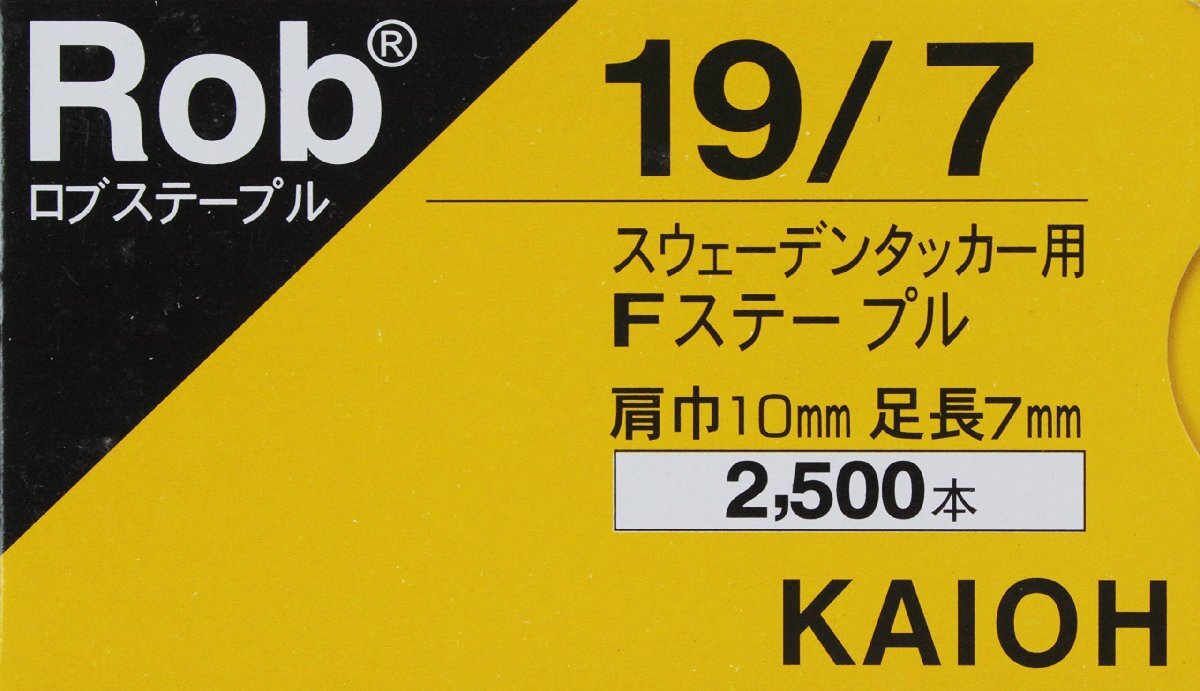 Rob®
ロブステープル
19/7
スウェーデンタッカー用
Fステープル
肩巾10mm 足長7mm
2,500本
KAIOH